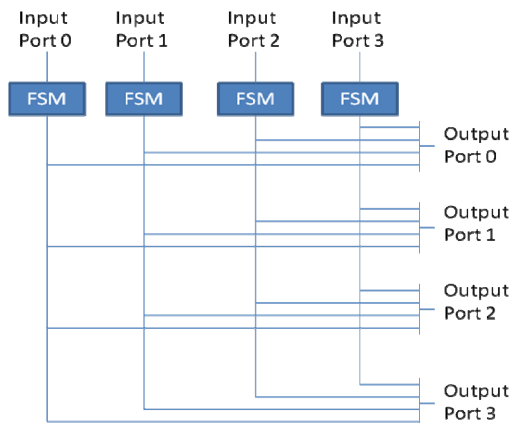 Input Port 0
Input Port 1
Input Port 2
Input Port 3
FSM
FSM
FSM
FSM
Output Port 0
Output Port 1
Output Port 2
Output Port 3